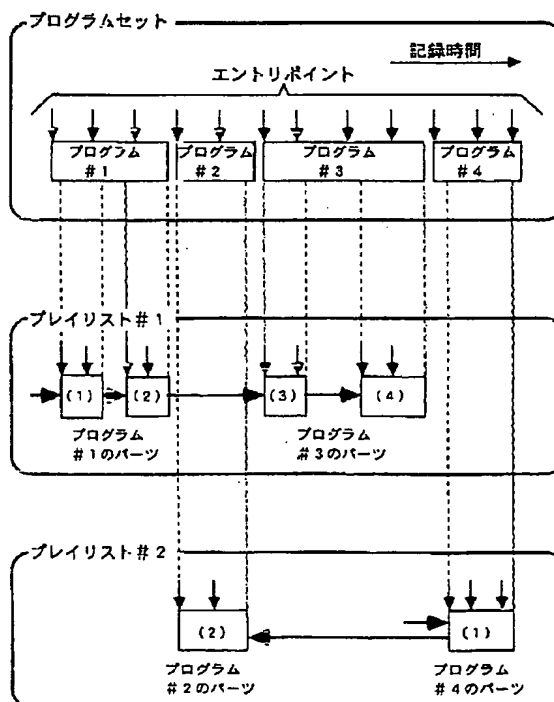 プログラムセット
記録時間
エントリポイント
プログラム
#1
プログラム
#2
プログラム
#3
プログラム
#4
プレイリスト#1
(1)
(2)
(3)
(4)
プログラム
#1のパーツ
プログラム
#3のパーツ
プレイリスト#2
(2)
(1)
プログラム
#2のパーツ
プログラム
#4のパーツ